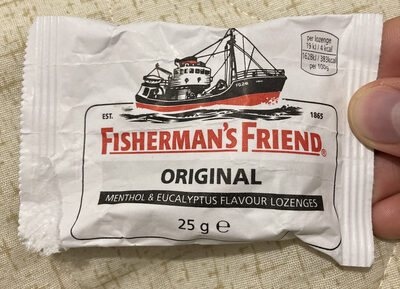 per lozenge
19 kJ / 4 kcal
1628kJ / 383kcal
per 100g
EST. 1865
FISHERMAN'S FRIEND®
ORIGINAL
MENTHOL & EUCALYPTUS FLAVOUR LOZENGES
25 g ℮